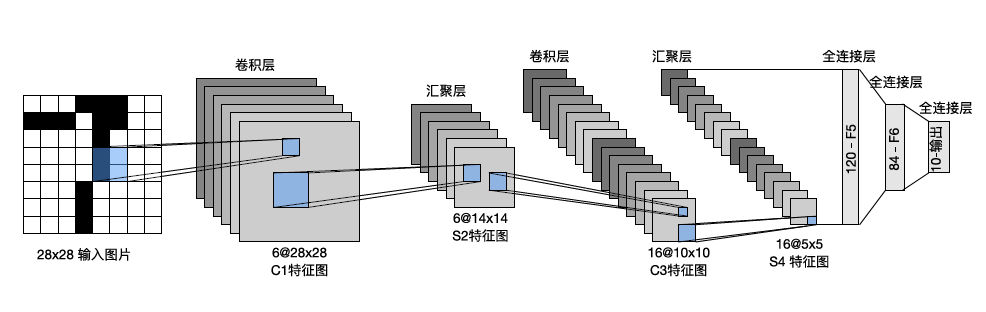 卷积层
汇聚层
卷积层
汇聚层
全连接层
全连接层
全连接层
28x28 输入图片
6@28x28
C1特征图
6@14x14
S2特征图
16@10x10
C3特征图
16@5x5
S4 特征图
120 – F5
84 – F6
10-输出